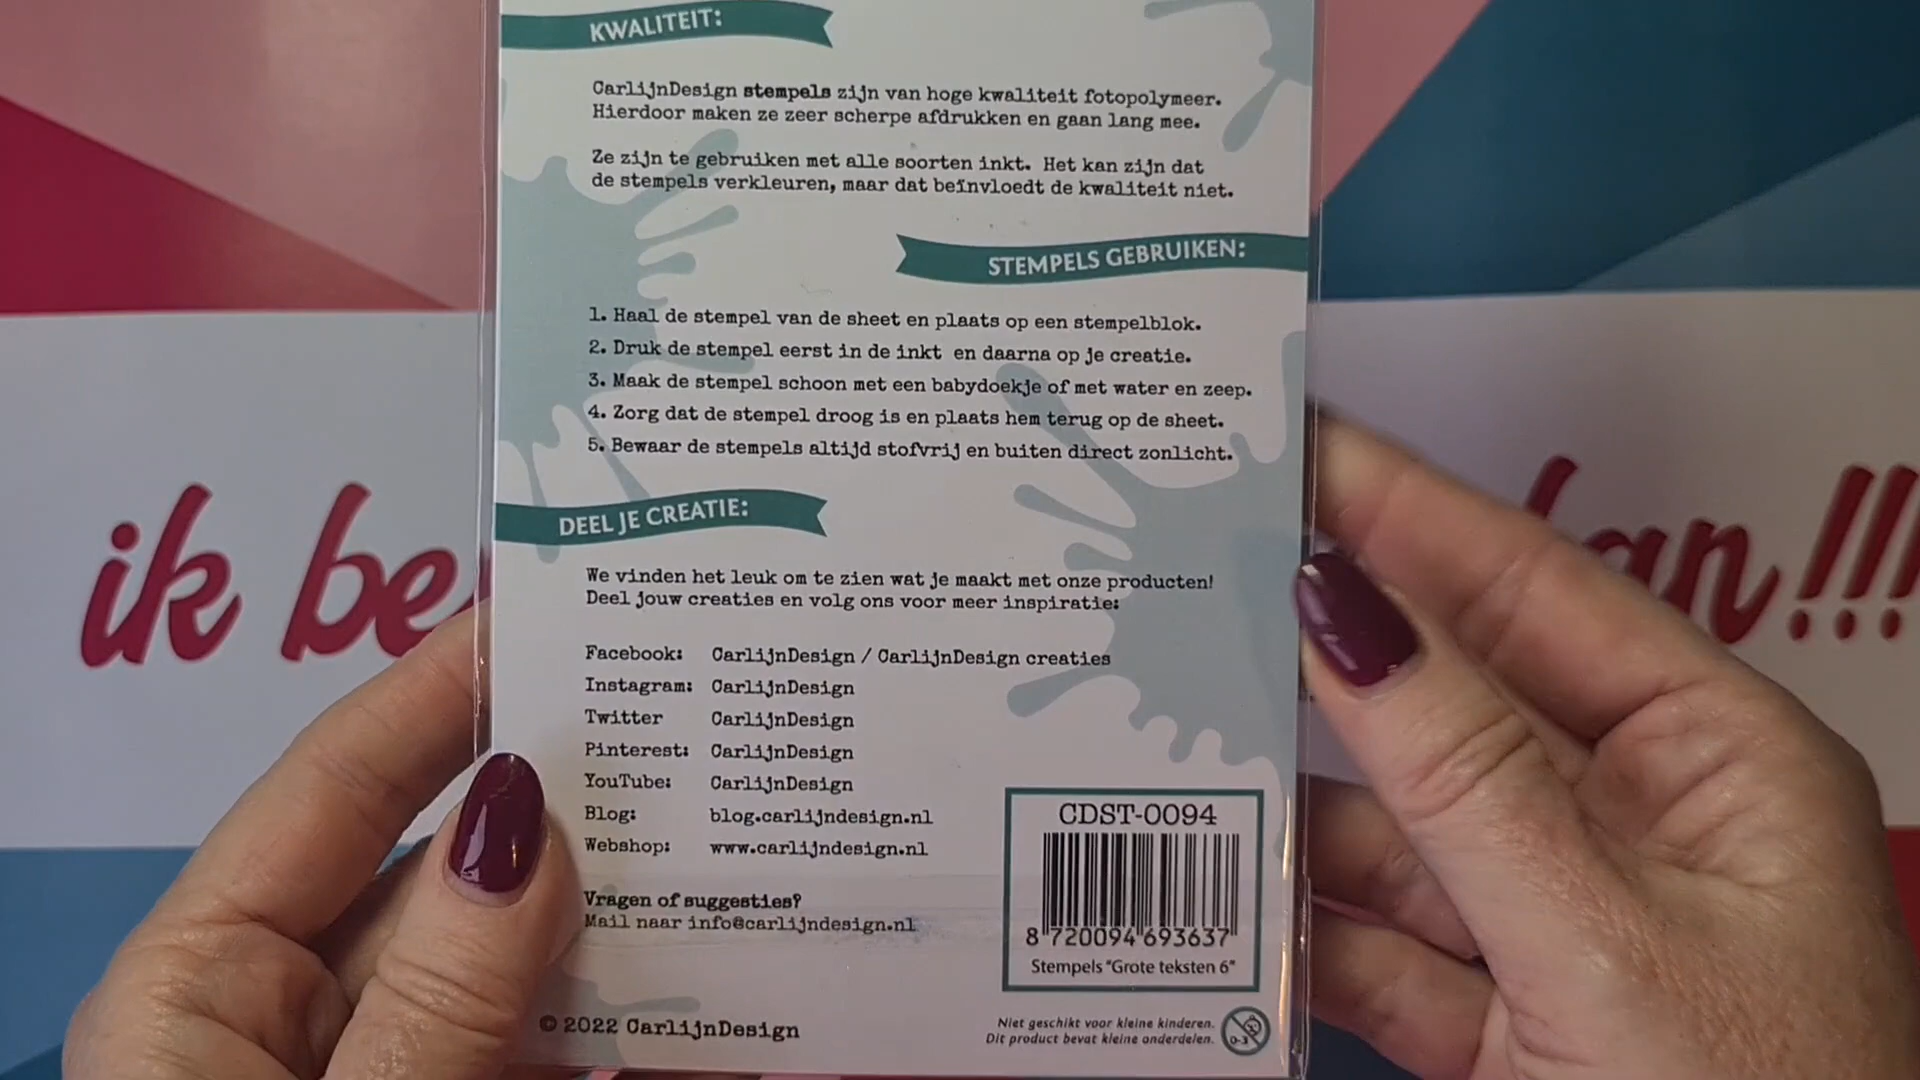 KWALITEIT:
CarlijnDesign stempels zijn van hoge kwaliteit fotopolymeer.
Hierdoor maken ze zeer scherpe afdrukken en gaan lang mee.
Ze zijn te gebruiken met alle soorten inkt. Het kan zijn dat
de stempels verkleuren, maar dat beïnvloedt de kwaliteit niet.
STEMPELS GEBRUIKEN:
1. Haal de stempel van de sheet en plaats op een stempelblok.
2. Druk de stempel eerst in de inkt en daarna op je creatie.
3. Maak de stempel schoon met een babydoekje of met water en zeep.
4. Zorg dat de stempel droog is en plaats hem terug op de sheet.
5. Bewaar de stempels altijd stofvrij en buiten direct zonlicht.
DEEL JE CREATIE:
We vinden het leuk om te zien wat je maakt met onze producten!
Deel jouw creaties en volg ons voor meer inspiratie:
Facebook: CarlijnDesign / CarlijnDesign creaties
Instagram: CarlijnDesign
Twitter CarlijnDesign
Pinterest: CarlijnDesign
YouTube: CarlijnDesign
Blog: blog.carlijndesign.nl
Webshop: www.carlijndesign.nl
Vragen of suggesties?
Mail naar info@carlijndesign.nl
© 2022 CarlijnDesign
CDST-0094
8 720094 693637
Stempels "Grote teksten 6"
Niet geschikt voor kleine kinderen.
Dit product bevat kleine onderdelen.
0-3
ik be
an!!!